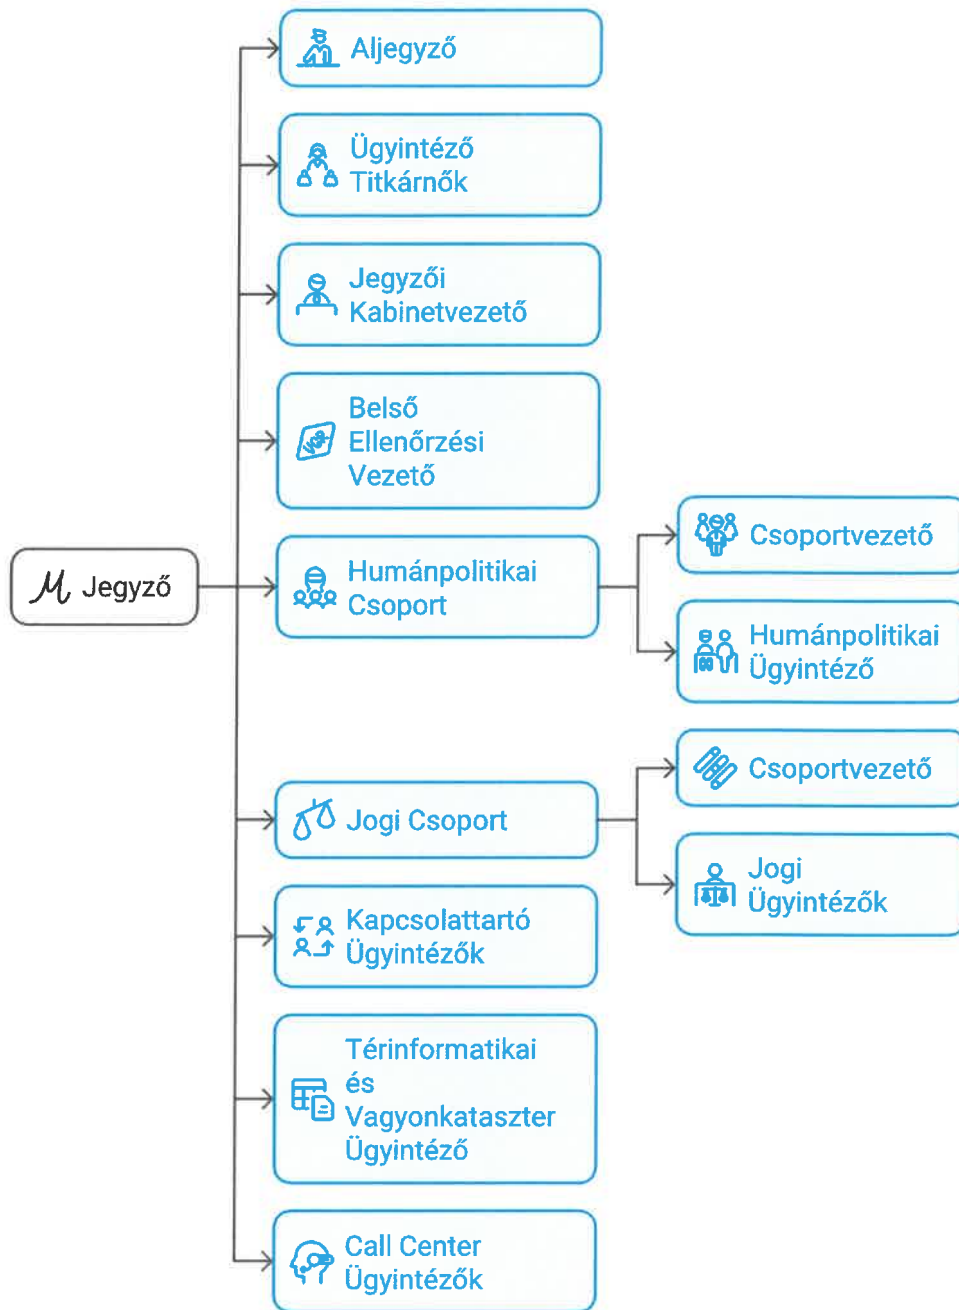 Aljegyző
Ügyintéző
Titkárnők
Jegyzői
Kabinetvezető
Belső
Ellenőrzési
Vezető
Jegyző
Humánpolitikai
Csoport
Csoportvezető
Humánpolitikai
Ügyintéző
Jogi Csoport
Csoportvezető
Jogi
Ügyintézők
Kapcsolattartó
Ügyintézők
Térinformatikai
és
Vagyonkataszter
Ügyintéző
Call Center
Ügyintézők